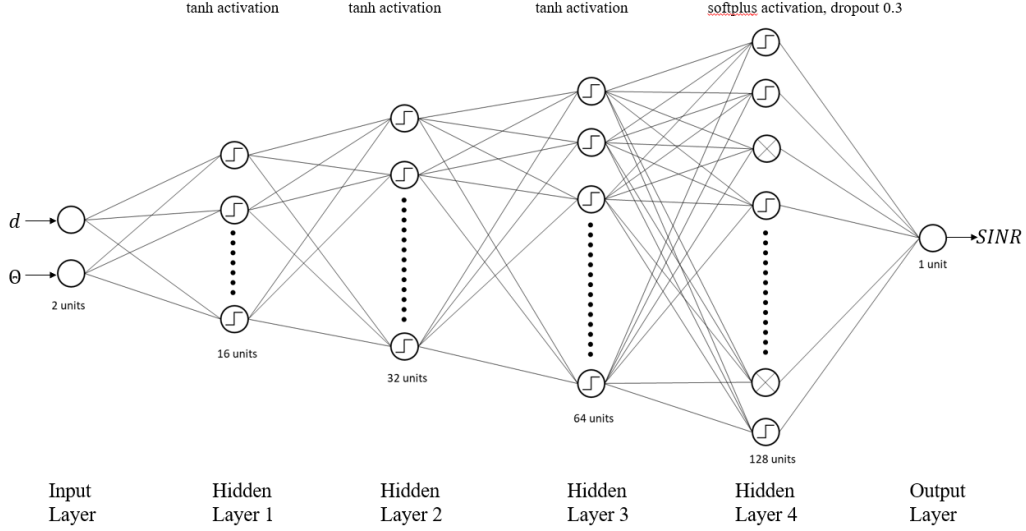 tanh activation
tanh activation
tanh activation
softplus activation, dropout 0.3
d
Θ
SINR
2 units
16 units
32 units
64 units
128 units
1 unit
Input
Layer
Hidden
Layer 1
Hidden
Layer 2
Hidden
Layer 3
Hidden
Layer 4
Output
Layer